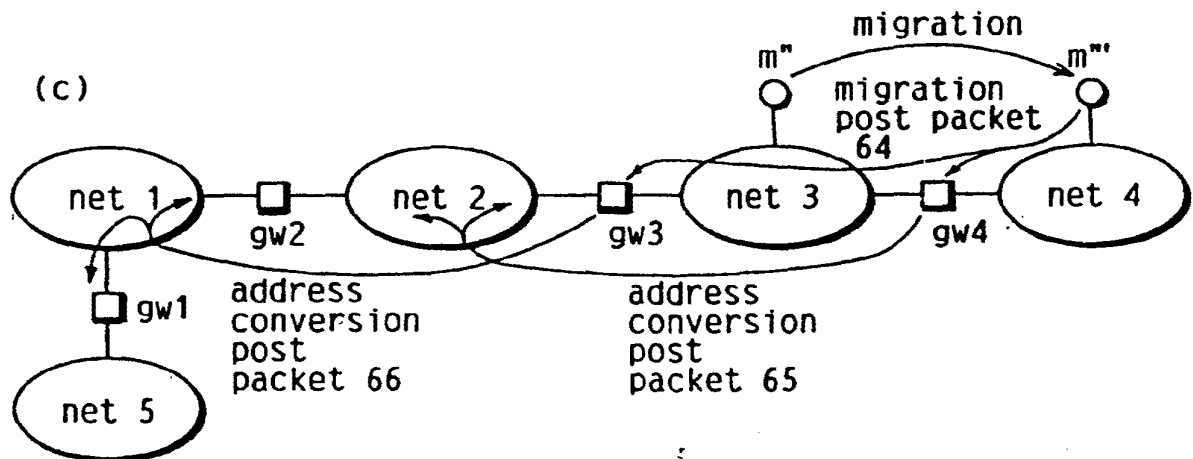 migration
m" m"'
(c)
migration
post packet
64
net 1
net 2
net 3
net 4
gw2
gw3
gw4
address
conversion
post
packet 66
address
conversion
post
packet 65
gw1
net 5